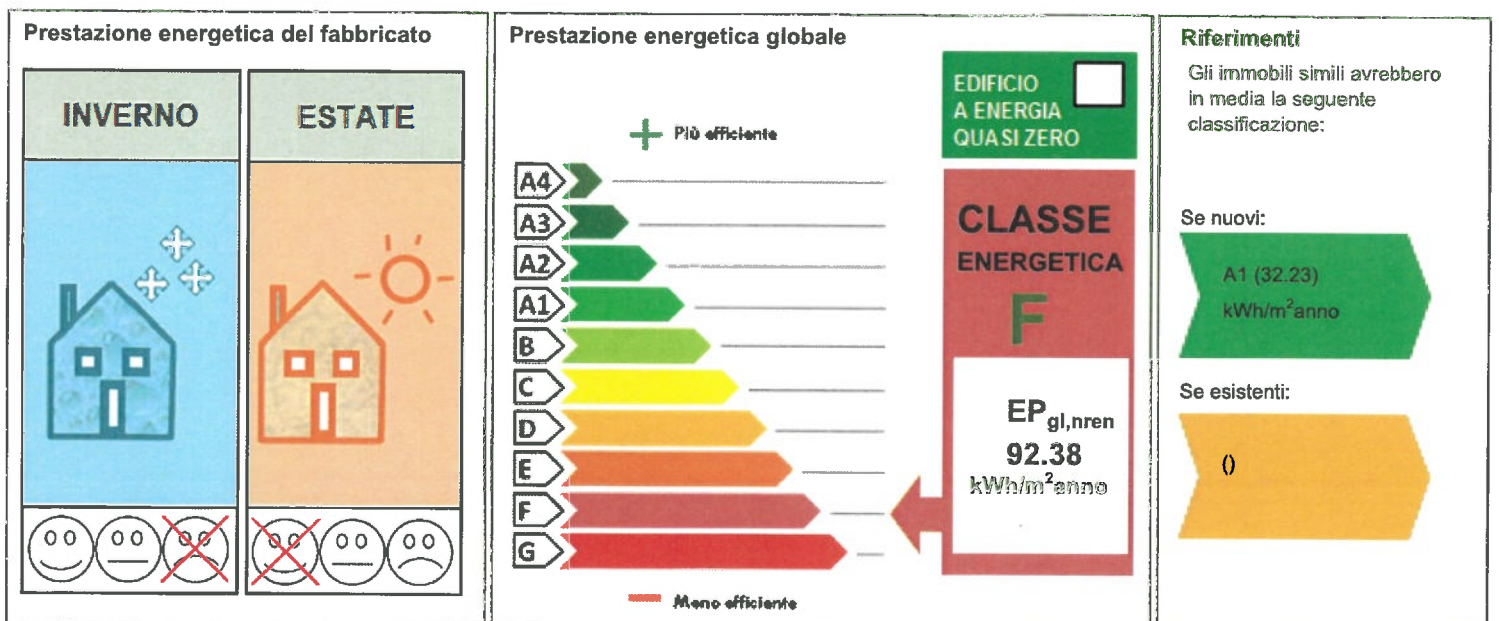 Prestazione energetica del fabbricato
INVERNO
ESTATE
Prestazione energetica globale
Più efficiente
A4
A3
A2
A1
B
C
D
E
F
G
Meno efficiente
EDIFICIO
A ENERGIA
QUASI ZERO
CLASSE
ENERGETICA
F
EPgl,nren
92.38
kWh/m²anno
Riferimenti
Gli immobili simili avrebbero
in media la seguente
classificazione:
Se nuovi:
A1 (32.23)
kWh/m²anno
Se esistenti:
()